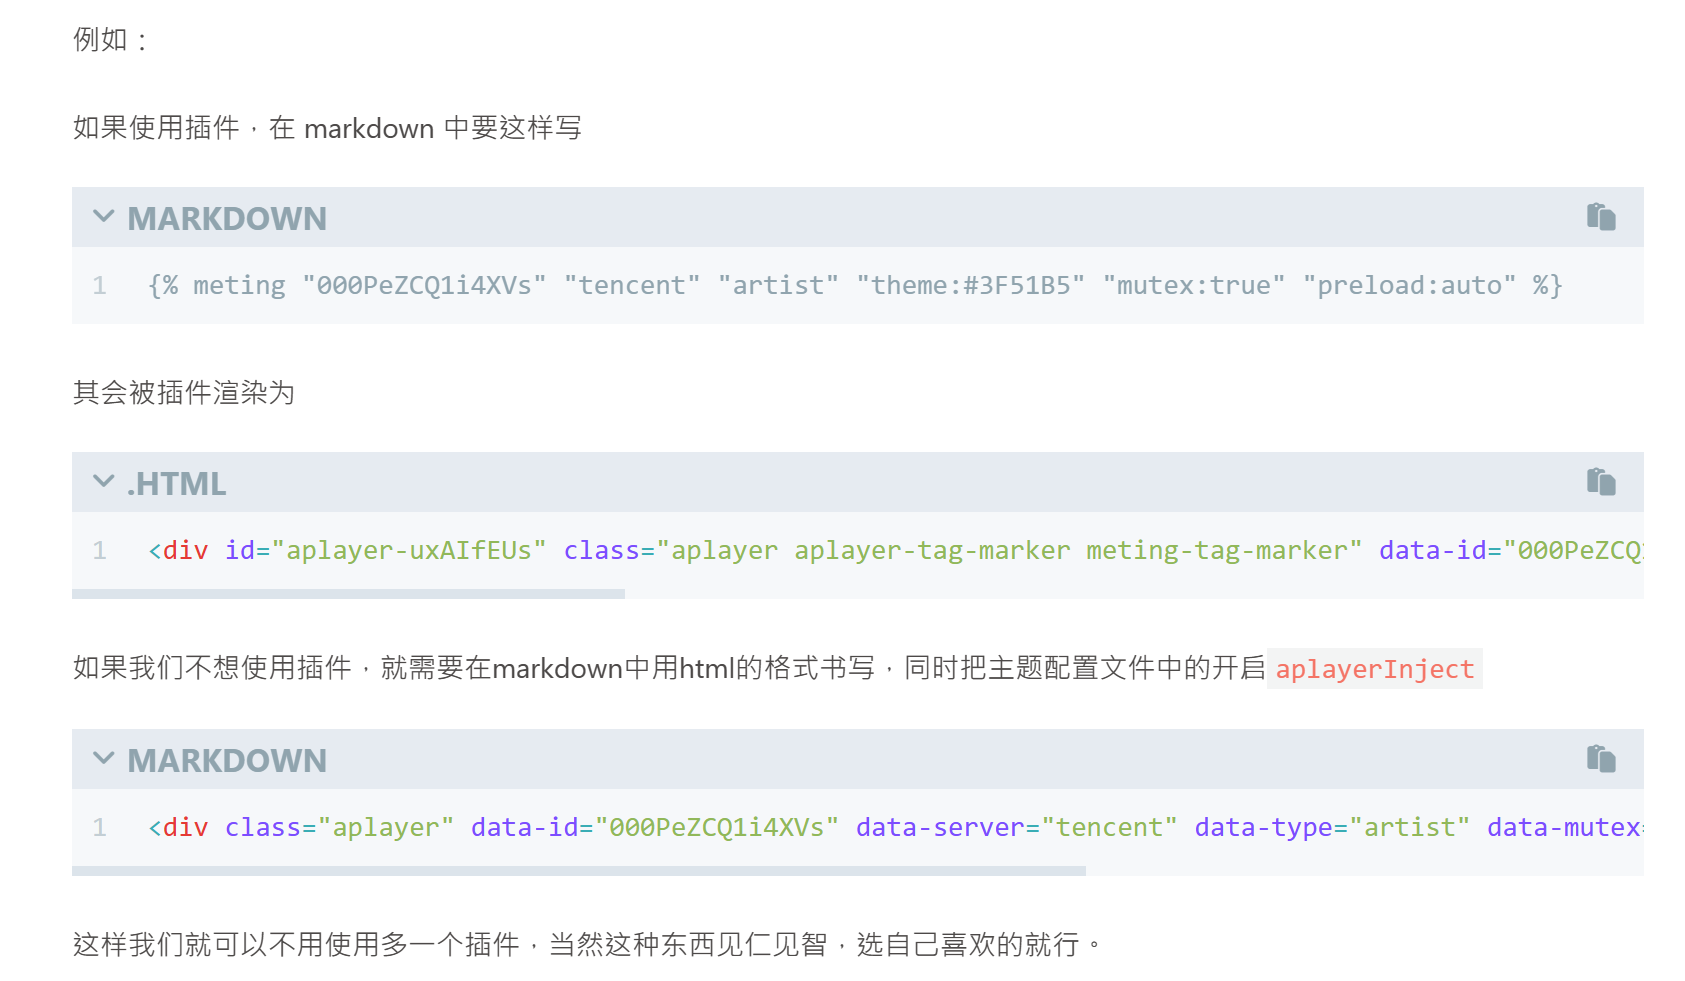 例如：
如果使用插件，在 markdown 中要这样写
MARKDOWN
1 {% meting "000PeZCQ1i4XVs" "tencent" "artist" "theme:#3F51B5" "mutex:true" "preload:auto" %}
其会被插件渲染为
.HTML
1 <div id="aplayer-uxAIfEUs" class="aplayer aplayer-tag-marker meting-tag-marker" data-id="000PeZCQ
如果我们不想使用插件，就需要在markdown中用html的格式书写，同时把主题配置文件中的开启 aplayerInject
MARKDOWN
1 <div class="aplayer" data-id="000PeZCQ1i4XVs" data-server="tencent" data-type="artist" data-mutex=
这样我们就可以不用使用多一个插件，当然这种东西见仁见智，选自己喜欢的就行。